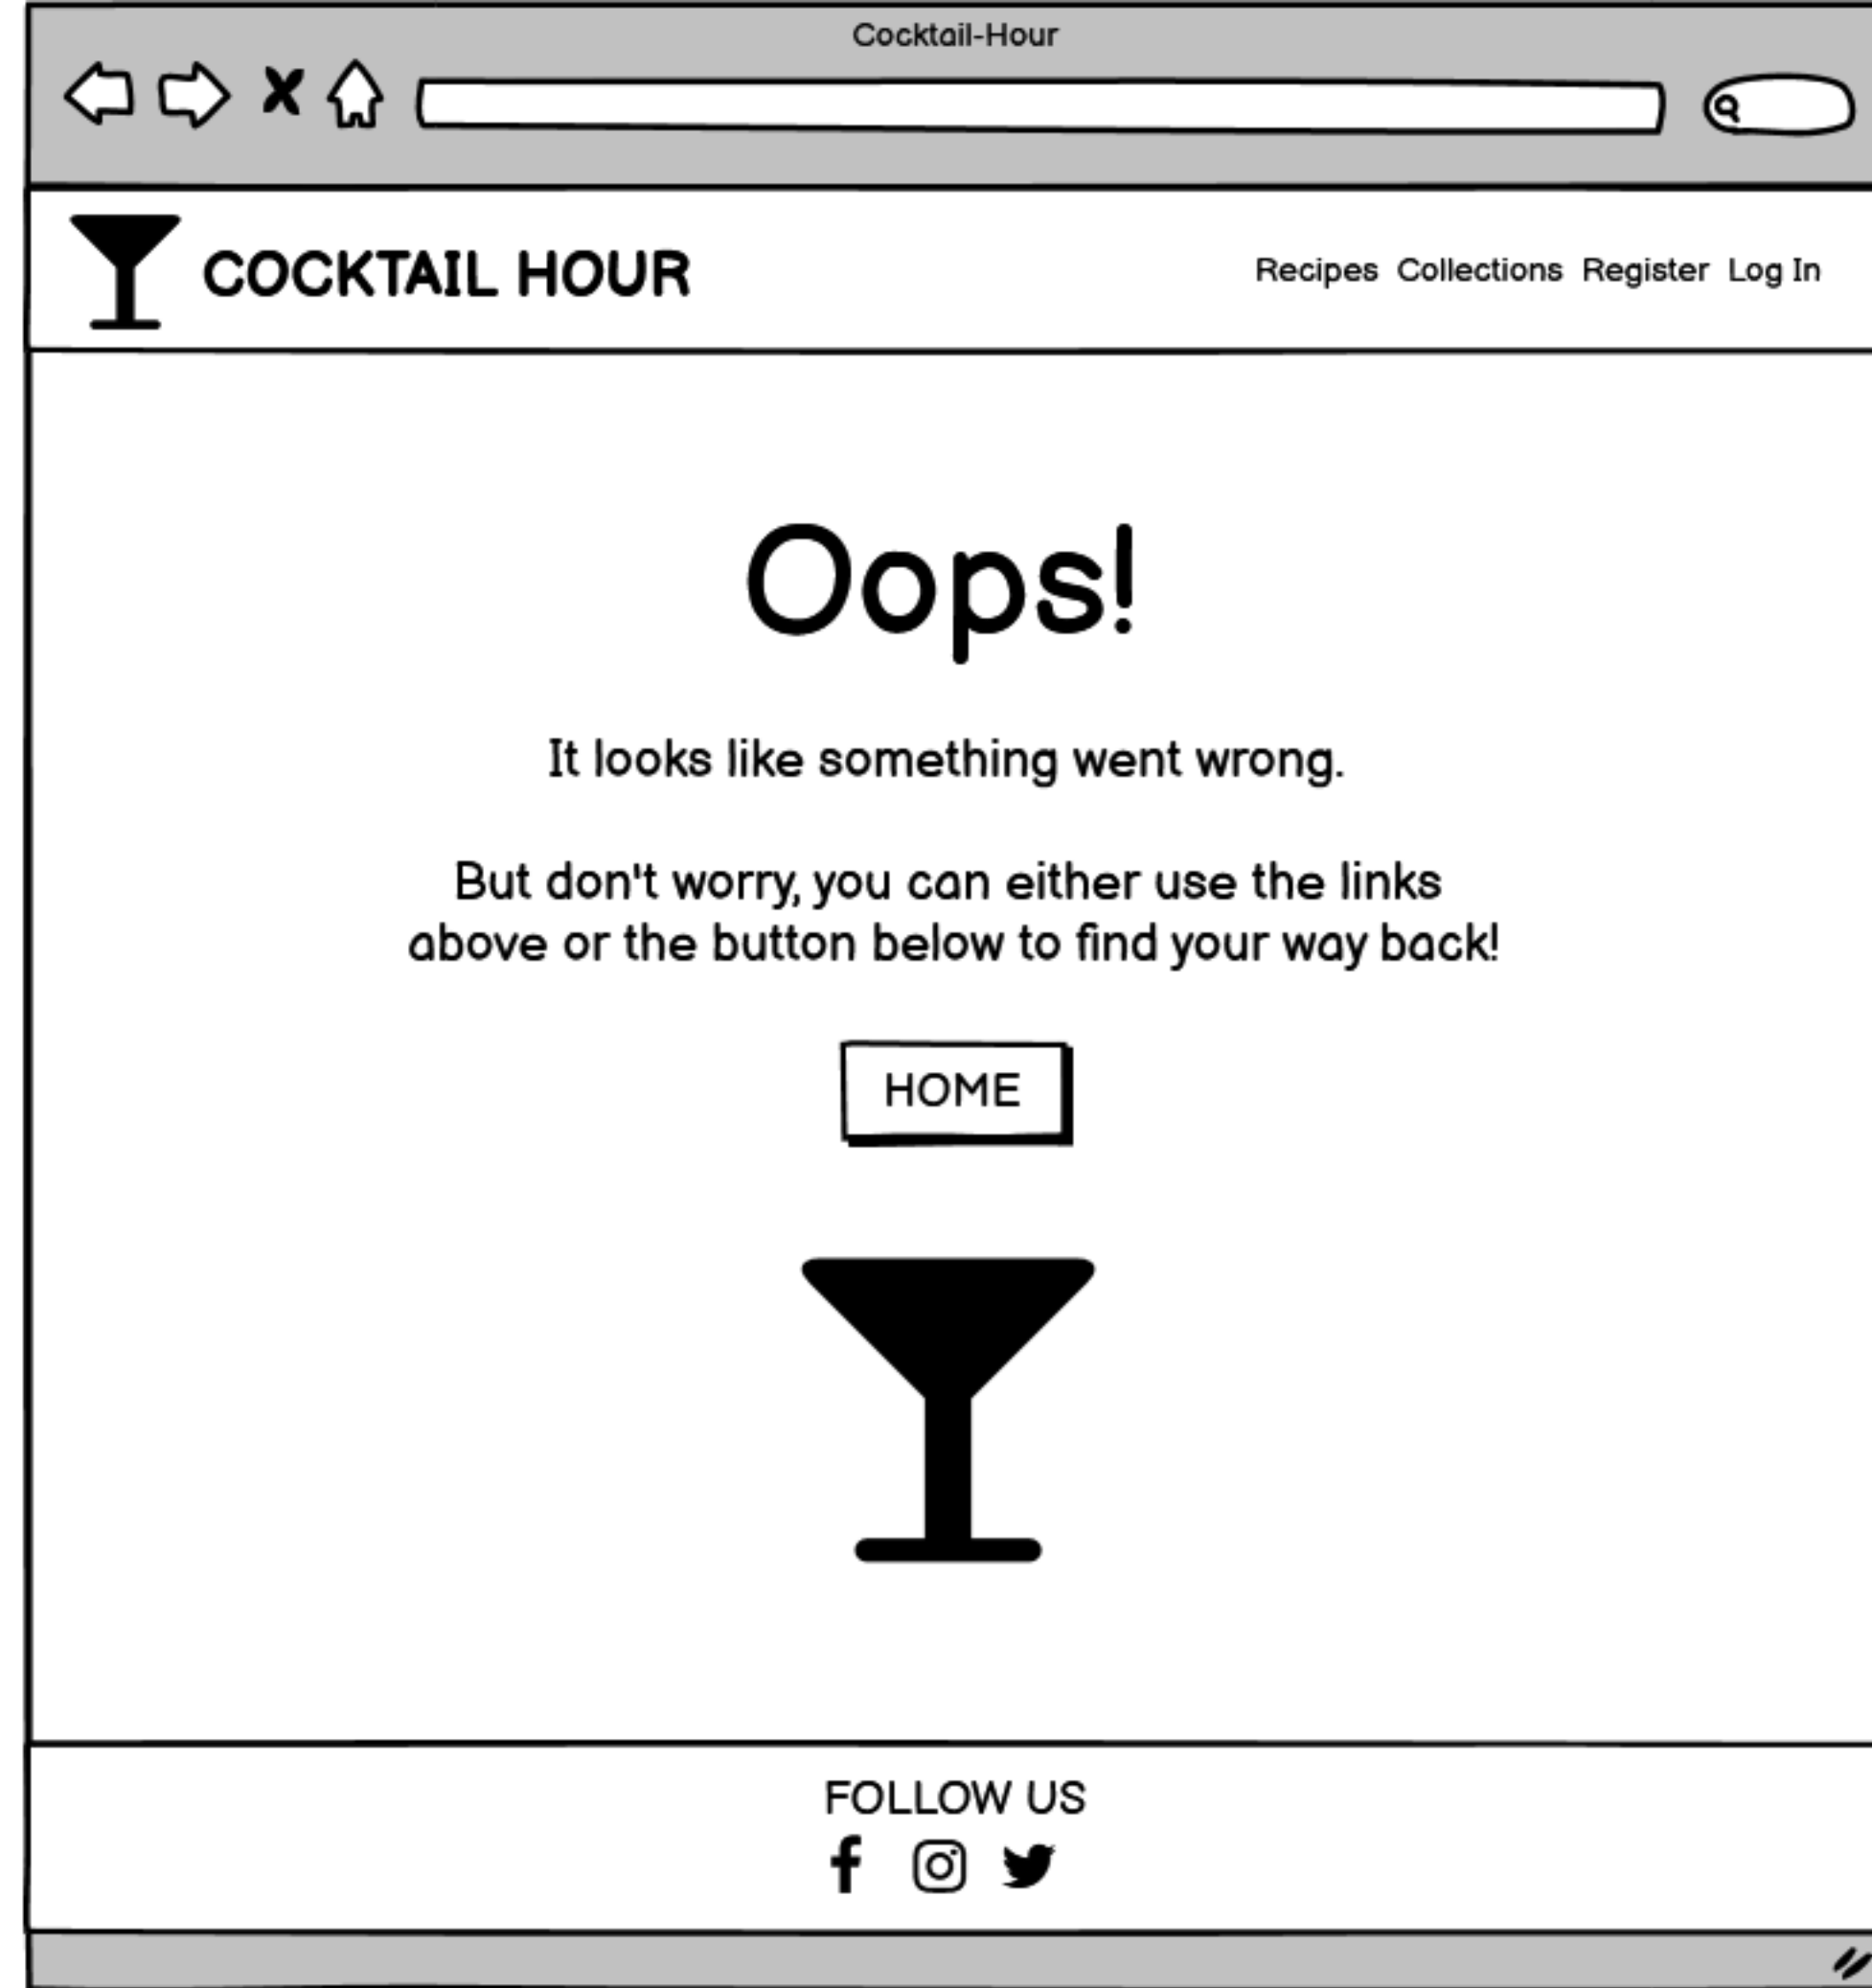 Cocktail-Hour
COCKTAIL HOUR
Recipes Collections Register Log In
Oops!
It looks like something went wrong.
But don't worry, you can either use the links
above or the button below to find your way back!
HOME
FOLLOW US